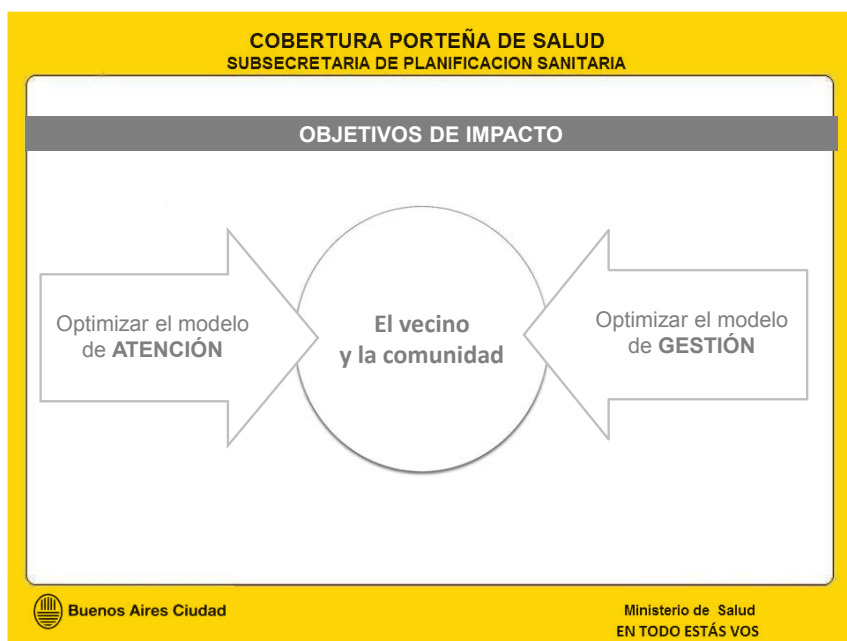 COBERTURA PORTEÑA DE SALUD
SUBSECRETARIA DE PLANIFICACION SANITARIA
OBJETIVOS DE IMPACTO
Optimizar el modelo
de ATENCIÓN
El vecino
y la comunidad
Optimizar el modelo
de GESTIÓN
Buenos Aires Ciudad
Ministerio de Salud
EN TODO ESTÁS VOS